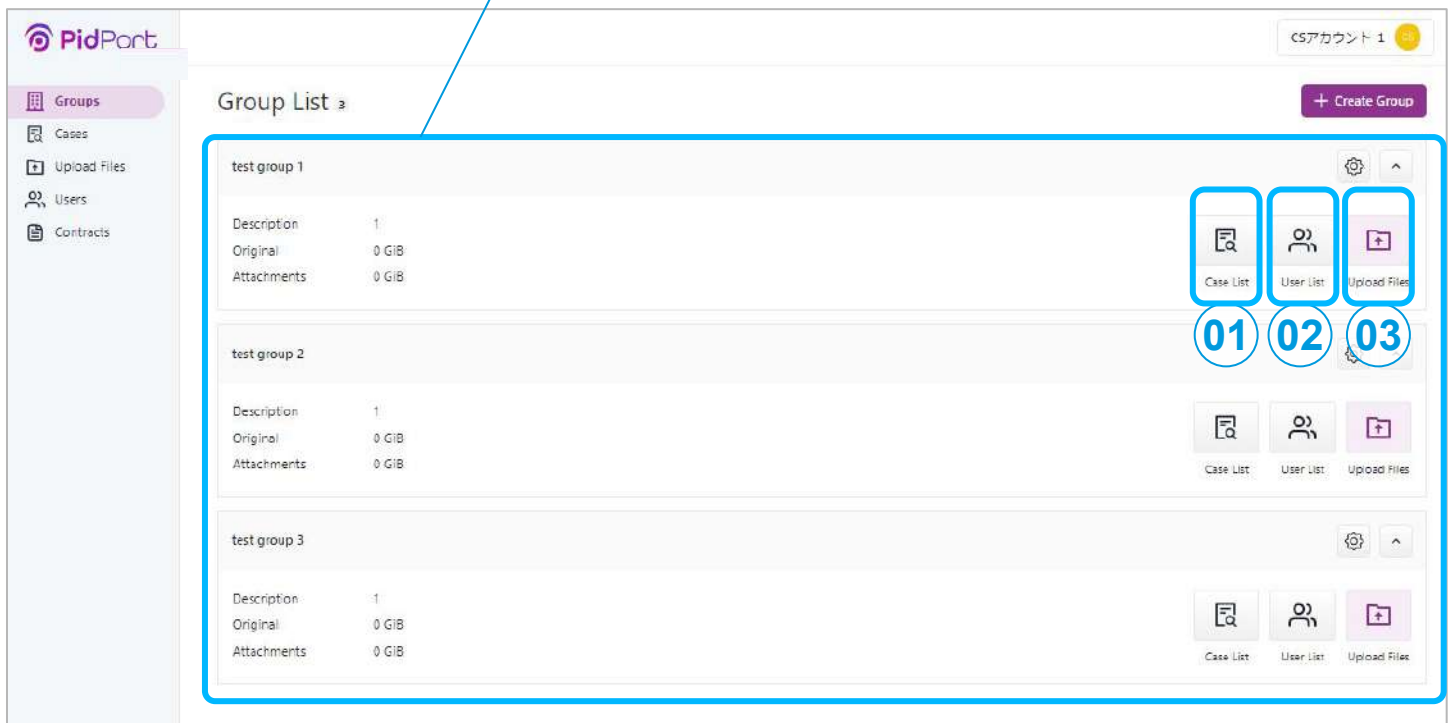 PidPort
CSアカウント 1 CS
Groups
Cases
Upload Files
Users
Contracts
Group List 3
+ Create Group
test group 1
Description 1
Original 0 GiB
Attachments 0 GiB
Case List User List Upload Files
01 02 03
test group 2
Description 1
Original 0 GiB
Attachments 0 GiB
Case List User List Upload Files
test group 3
Description 1
Original 0 GiB
Attachments 0 GiB
Case List User List Upload Files